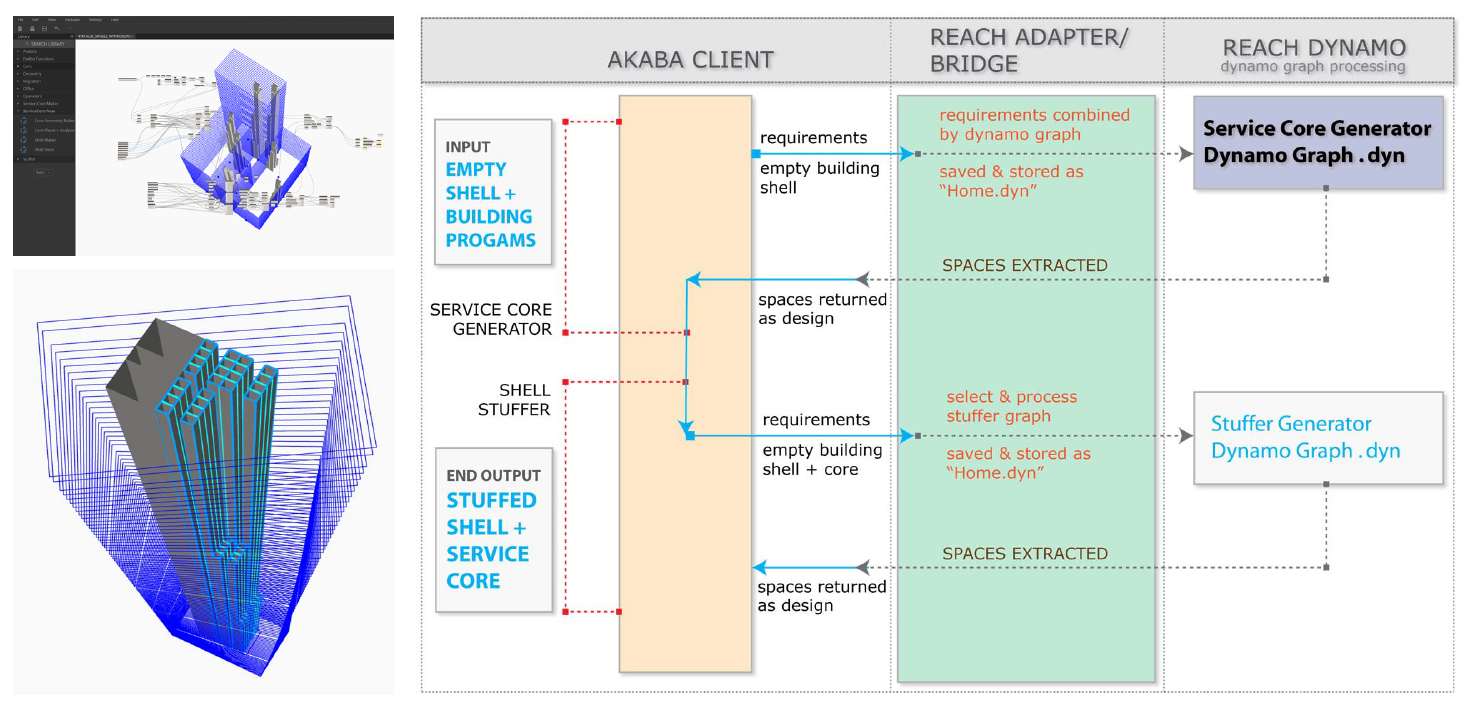 SEARCH LIBRARY
AKABA CLIENT
REACH ADAPTER/
BRIDGE
REACH DYNAMO
dynamo graph processing
INPUT
EMPTY
SHELL +
BUILDING
PROGAMS
requirements
empty building
shell
requirements combined
by dynamo graph
saved & stored as
“Home.dyn”
Service Core Generator
Dynamo Graph .dyn
SPACES EXTRACTED
spaces returned
as design
SERVICE CORE
GENERATOR
SHELL
STUFFER
requirements
empty building
shell + core
select & process
stuffer graph
saved & stored as
“Home.dyn”
Stuffer Generator
Dynamo Graph .dyn
END OUTPUT
STUFFED
SHELL +
SERVICE
CORE
SPACES EXTRACTED
spaces returned
as design